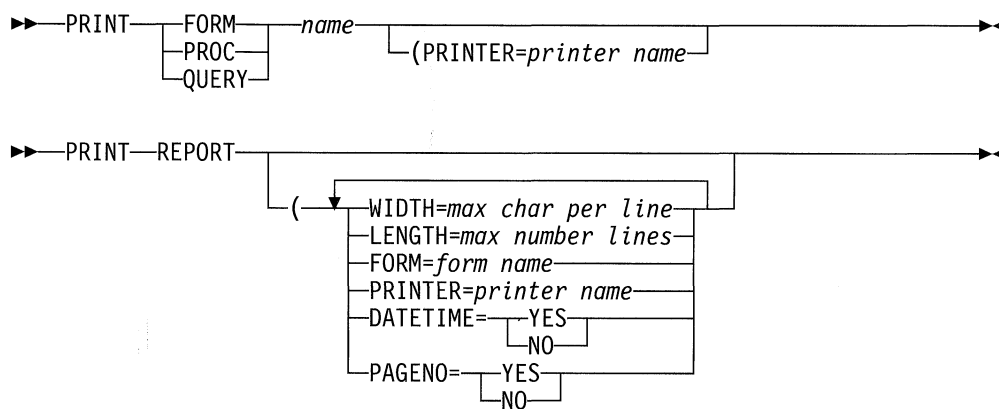 PRINT FORM name
PROC (PRINTER=printer name
QUERY
PRINT REPORT
( WIDTH=max char per line
LENGTH=max number lines
FORM=form name
PRINTER=printer name
DATETIME= YES
NO
PAGENO= YES
NO